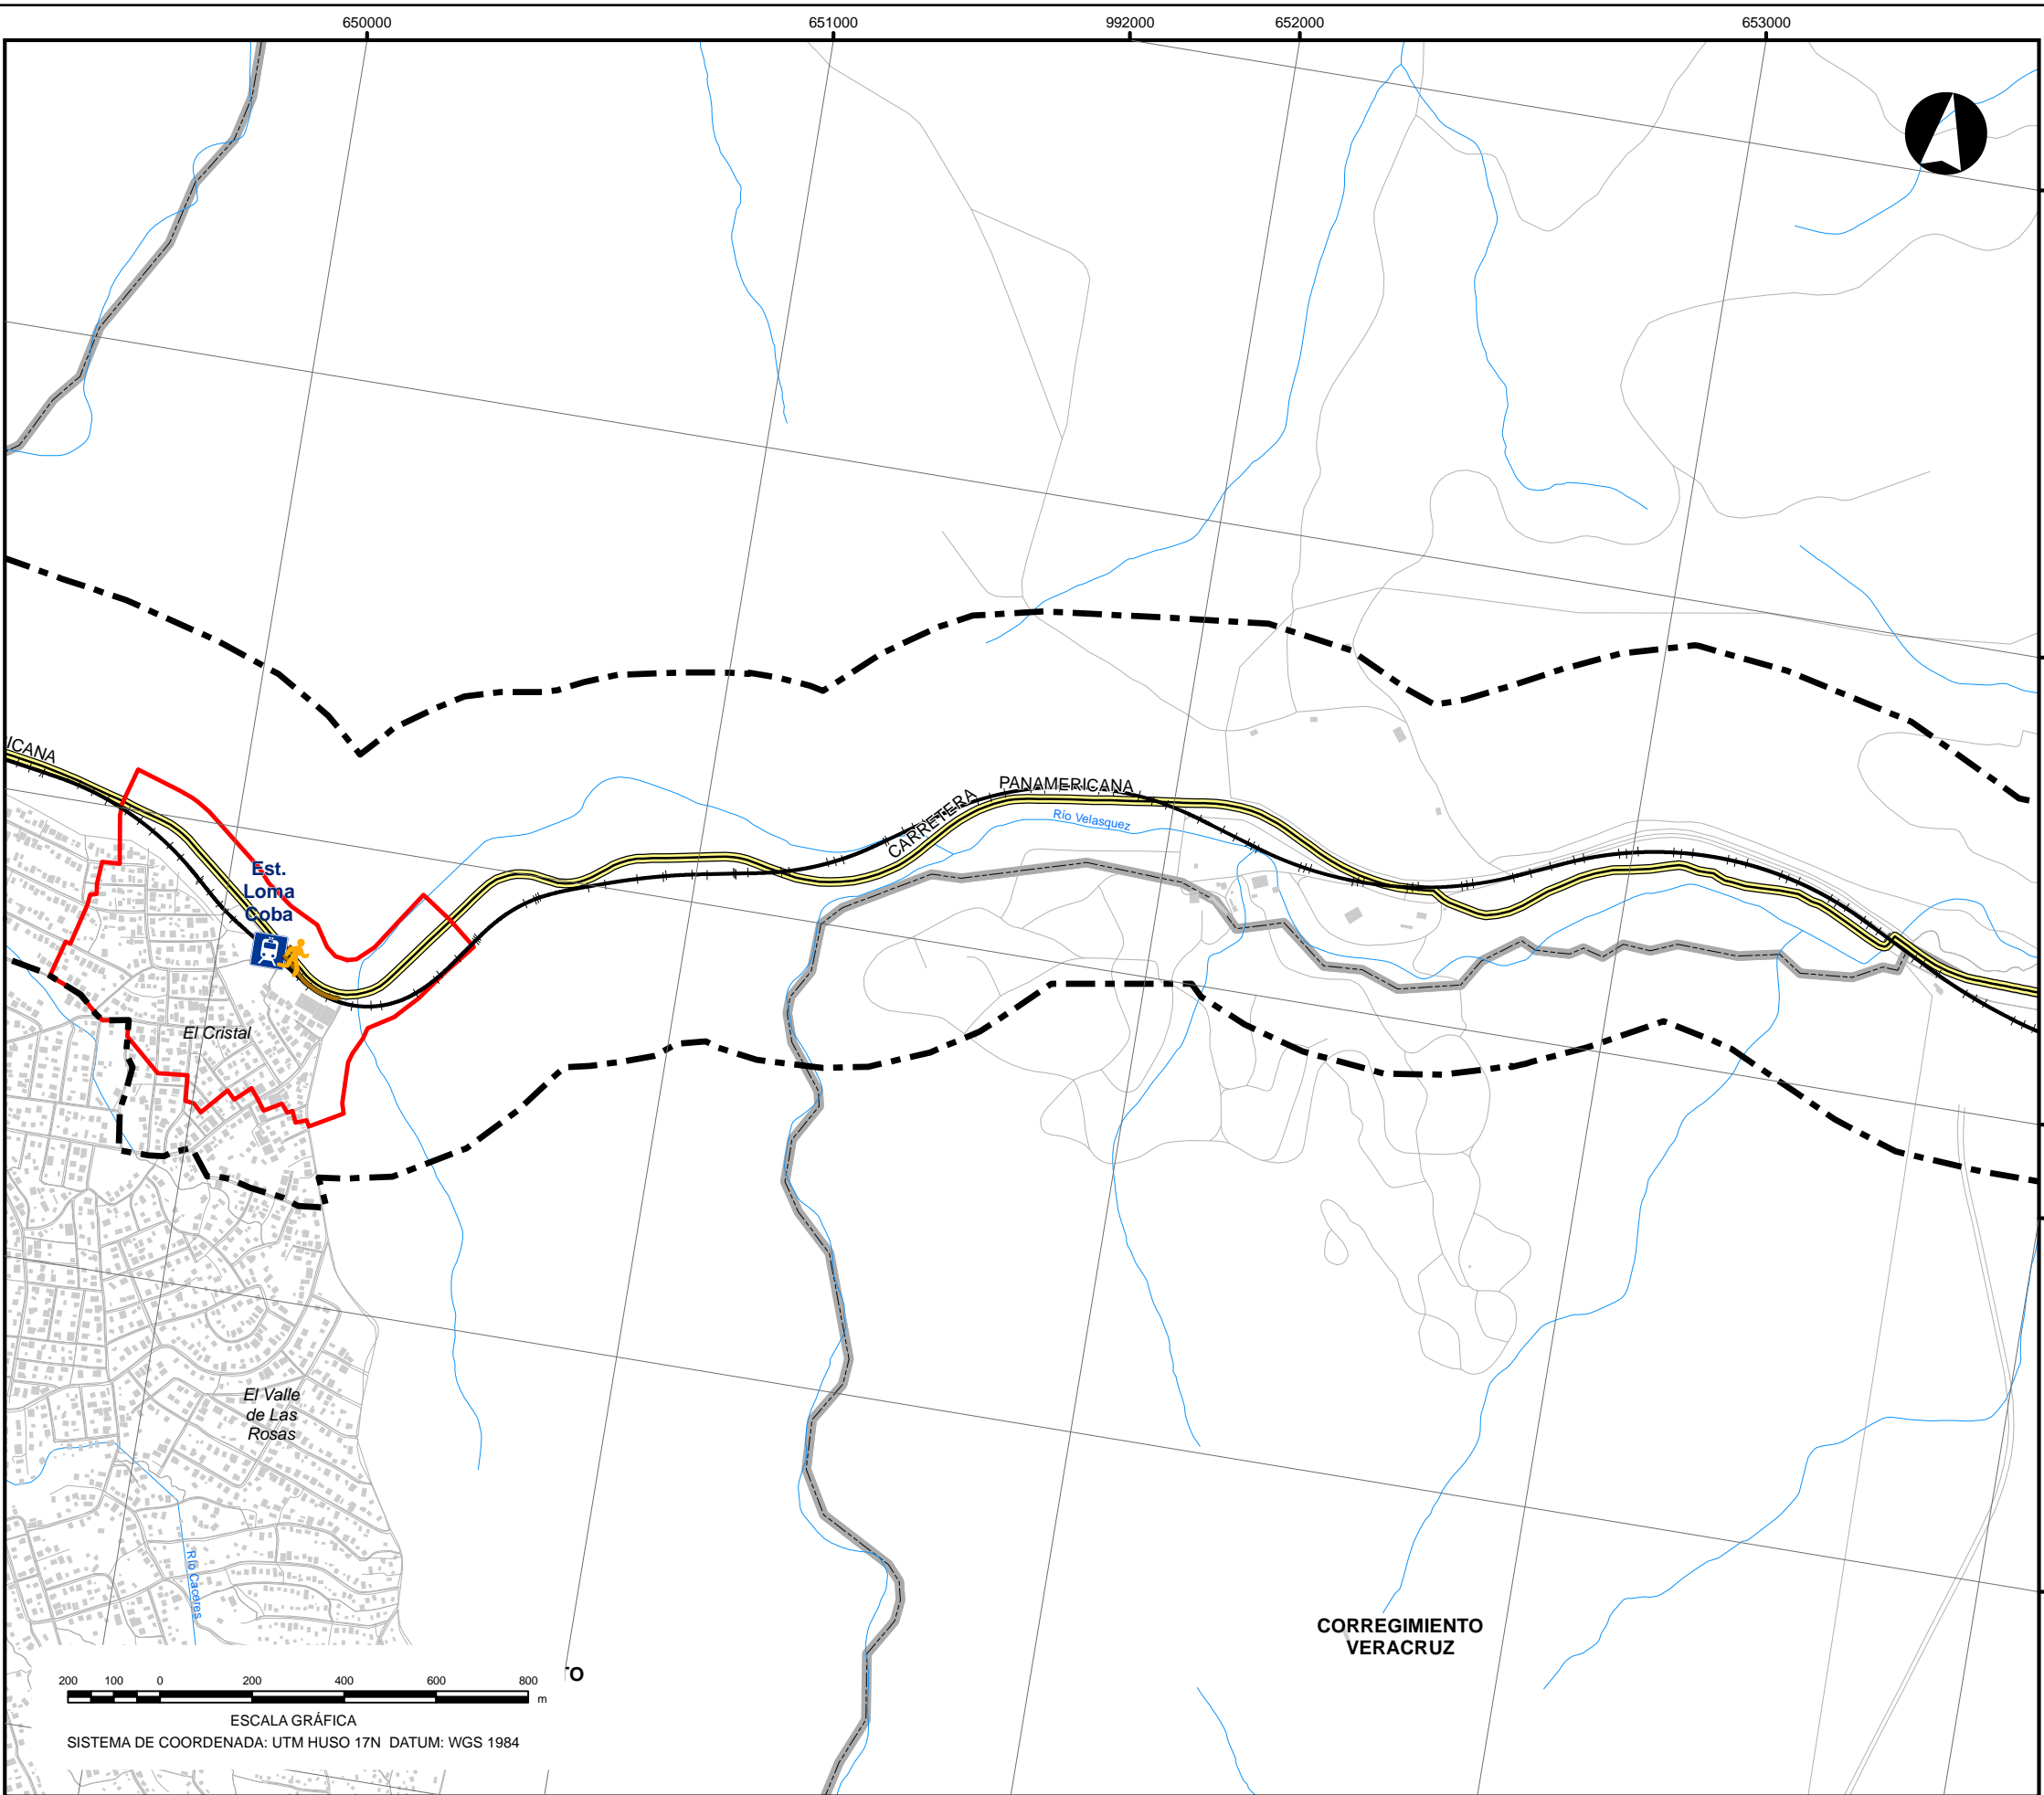 650000
651000
992000
652000
653000
ICANA
CARRETERA
PANAMERICANA
Río Velasquez
Est.
Loma
Coba
El Cristal
El Valle
de Las
Rosas
Río Caceres
CORREGIMIENTO
VERACRUZ
TO
200 100 0 200 400 600 800
m
ESCALA GRÁFICA
SISTEMA DE COORDENADA: UTM HUSO 17N DATUM: WGS 1984